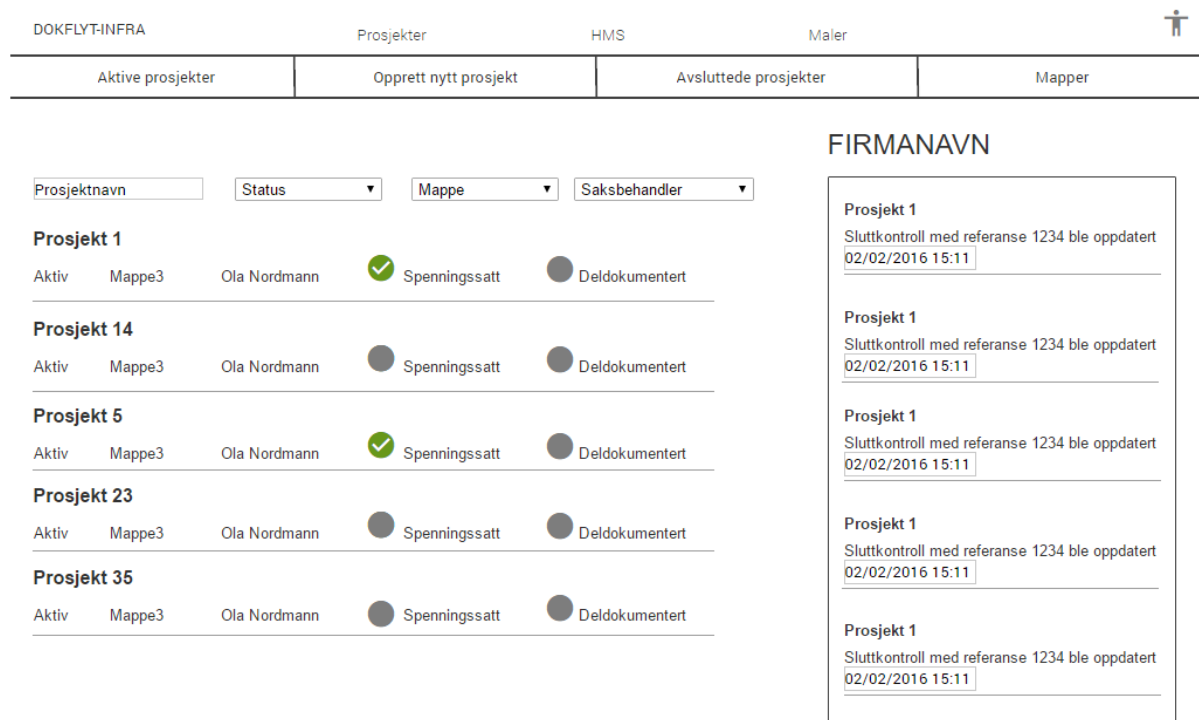 DOKFLYT-INFRA Prosjekter HMS Maler
Aktive prosjekter Opprett nytt prosjekt Avsluttede prosjekter Mapper
Prosjektnavn Status Mappe Saksbehandler
Prosjekt 1
Aktiv Mappe3 Ola Nordmann Spenningssatt Deldokumentert
Prosjekt 14
Aktiv Mappe3 Ola Nordmann Spenningssatt Deldokumentert
Prosjekt 5
Aktiv Mappe3 Ola Nordmann Spenningssatt Deldokumentert
Prosjekt 23
Aktiv Mappe3 Ola Nordmann Spenningssatt Deldokumentert
Prosjekt 35
Aktiv Mappe3 Ola Nordmann Spenningssatt Deldokumentert
FIRMANAVN
Prosjekt 1
Sluttkontroll med referanse 1234 ble oppdatert
02/02/2016 15:11
Prosjekt 1
Sluttkontroll med referanse 1234 ble oppdatert
02/02/2016 15:11
Prosjekt 1
Sluttkontroll med referanse 1234 ble oppdatert
02/02/2016 15:11
Prosjekt 1
Sluttkontroll med referanse 1234 ble oppdatert
02/02/2016 15:11
Prosjekt 1
Sluttkontroll med referanse 1234 ble oppdatert
02/02/2016 15:11